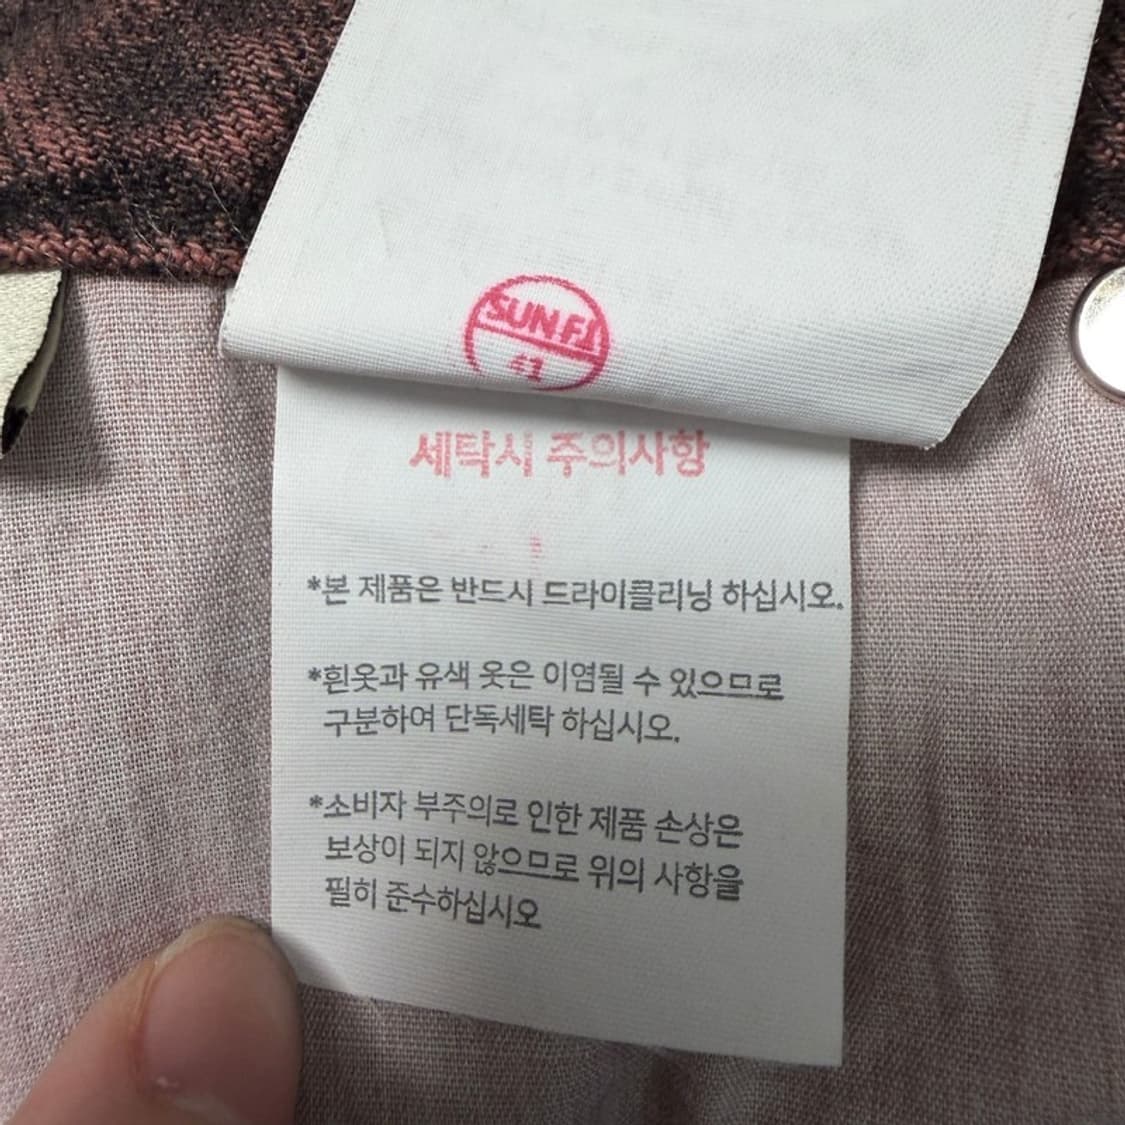 SUN.FI
41
세탁시 주의사항
*본 제품은 반드시 드라이클리닝 하십시오.
*흰옷과 유색 옷은 이염될 수 있으므로
구분하여 단독세탁 하십시오.
*소비자 부주의로 인한 제품 손상은
보상이 되지 않으므로 위의 사항을
필히 준수하십시오